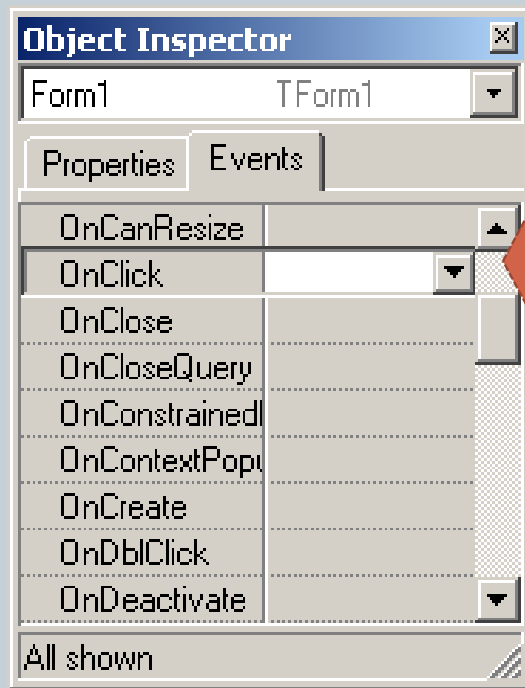 Object Inspector
Form1 TForm1
Properties Events
OnCanResize
OnClick
OnClose
OnCloseQuery
OnConstrained
OnContextPopu
OnCreate
OnDblClick
OnDeactivate
All shown